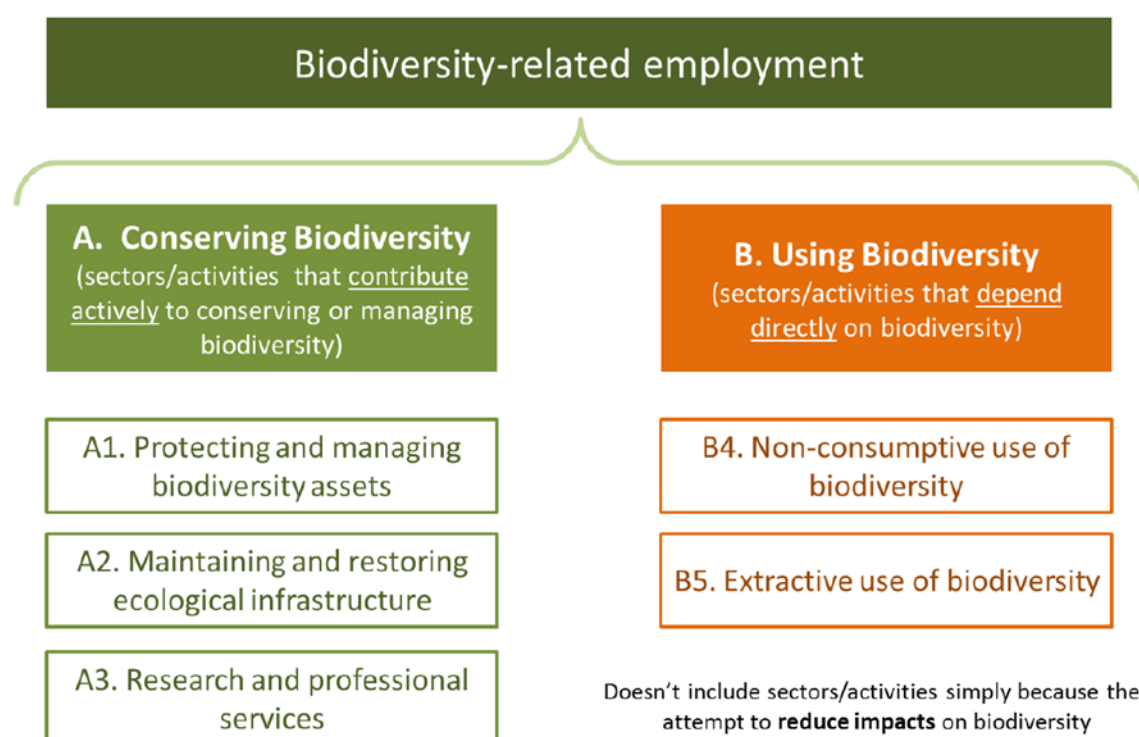 Biodiversity-related employment
A. Conserving Biodiversity
(sectors/activities that contribute
actively to conserving or managing
biodiversity)
A1. Protecting and managing
biodiversity assets
A2. Maintaining and restoring
ecological infrastructure
A3. Research and professional
services
B. Using Biodiversity
(sectors/activities that depend
directly on biodiversity)
B4. Non-consumptive use of
biodiversity
B5. Extractive use of biodiversity
Doesn't include sectors/activities simply because the
attempt to reduce impacts on biodiversity